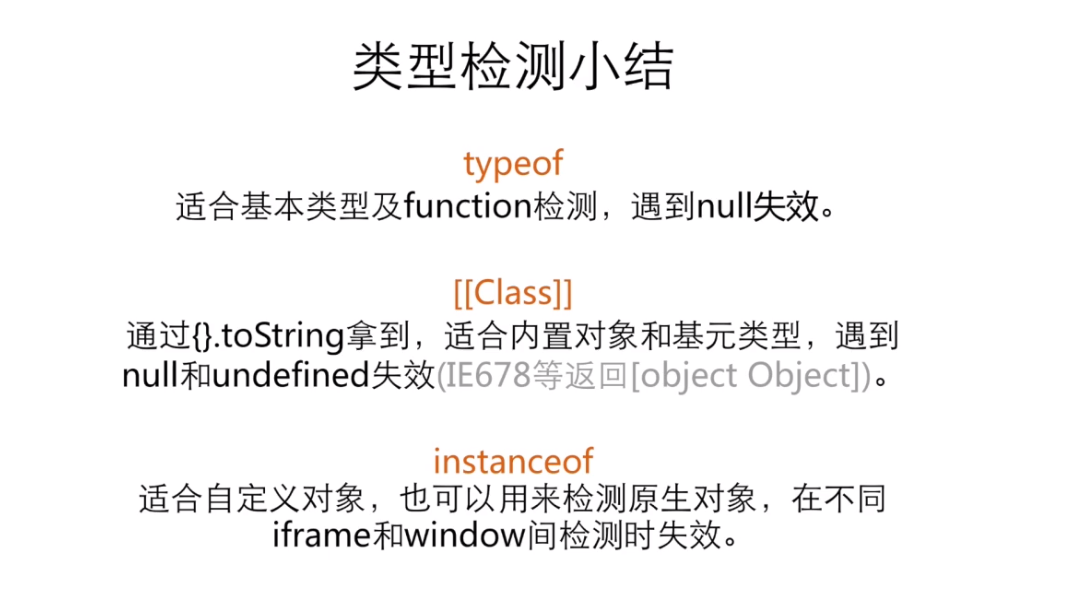 类型检测小结
typeof
适合基本类型及function检测，遇到null失效。
[[Class]]
通过{}.toString拿到，适合内置对象和基元类型，遇到
null和undefined失效(IE678等返回[object Object])。
instanceof
适合自定义对象，也可以用来检测原生对象，在不同
iframe和window间检测时失效。